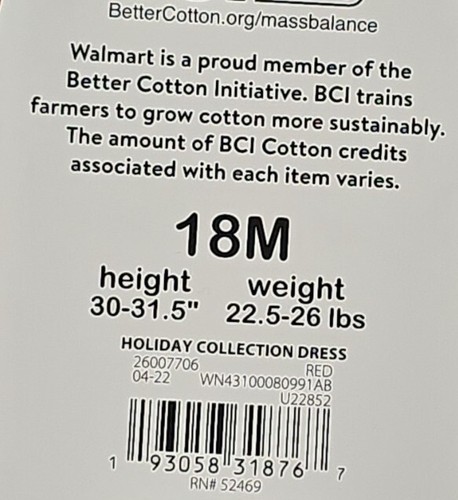 BetterCotton.org/massbalance
Walmart is a proud member of the
Better Cotton Initiative. BCI trains
farmers to grow cotton more sustainably.
The amount of BCI Cotton credits
associated with each item varies.
18M
height weight
30-31.5" 22.5-26 lbs
HOLIDAY COLLECTION DRESS
26007706 RED
04-22 WN43100080991AB
U22852
1 93058 31876 7
RN# 52469